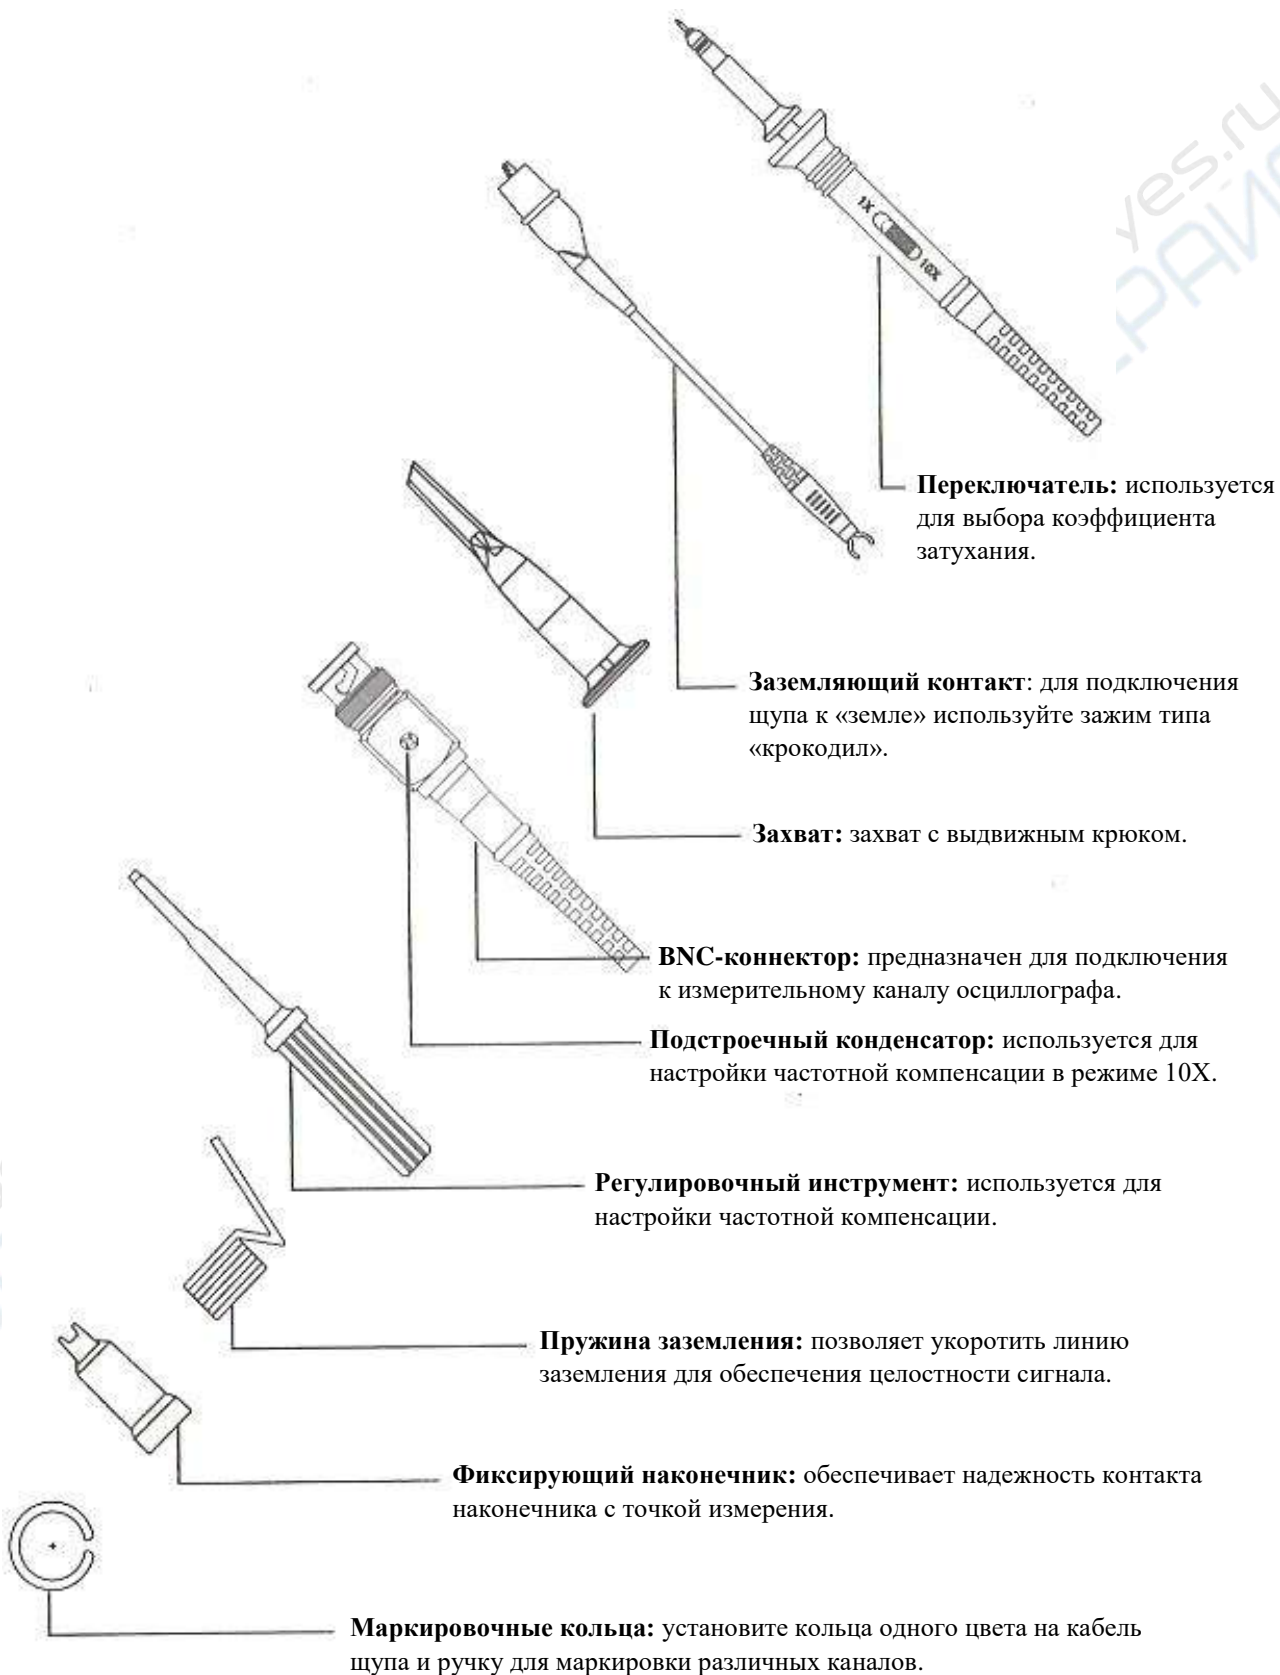 1X 10X
Переключатель: используется
для выбора коэффициента
затухания.
Заземляющий контакт: для подключения
щупа к «земле» используйте зажим типа
«крокодил».
Захват: захват с выдвижным крюком.
BNC-коннектор: предназначен для подключения
к измерительному каналу осциллографа.
Подстроечный конденсатор: используется для
настройки частотной компенсации в режиме 10X.
Регулировочный инструмент: используется для
настройки частотной компенсации.
Пружина заземления: позволяет укоротить линию
заземления для обеспечения целостности сигнала.
Фиксирующий наконечник: обеспечивает надежность контакта
наконечника с точкой измерения.
Маркировочные кольца: установите кольца одного цвета на кабель
щупа и ручку для маркировки различных каналов.